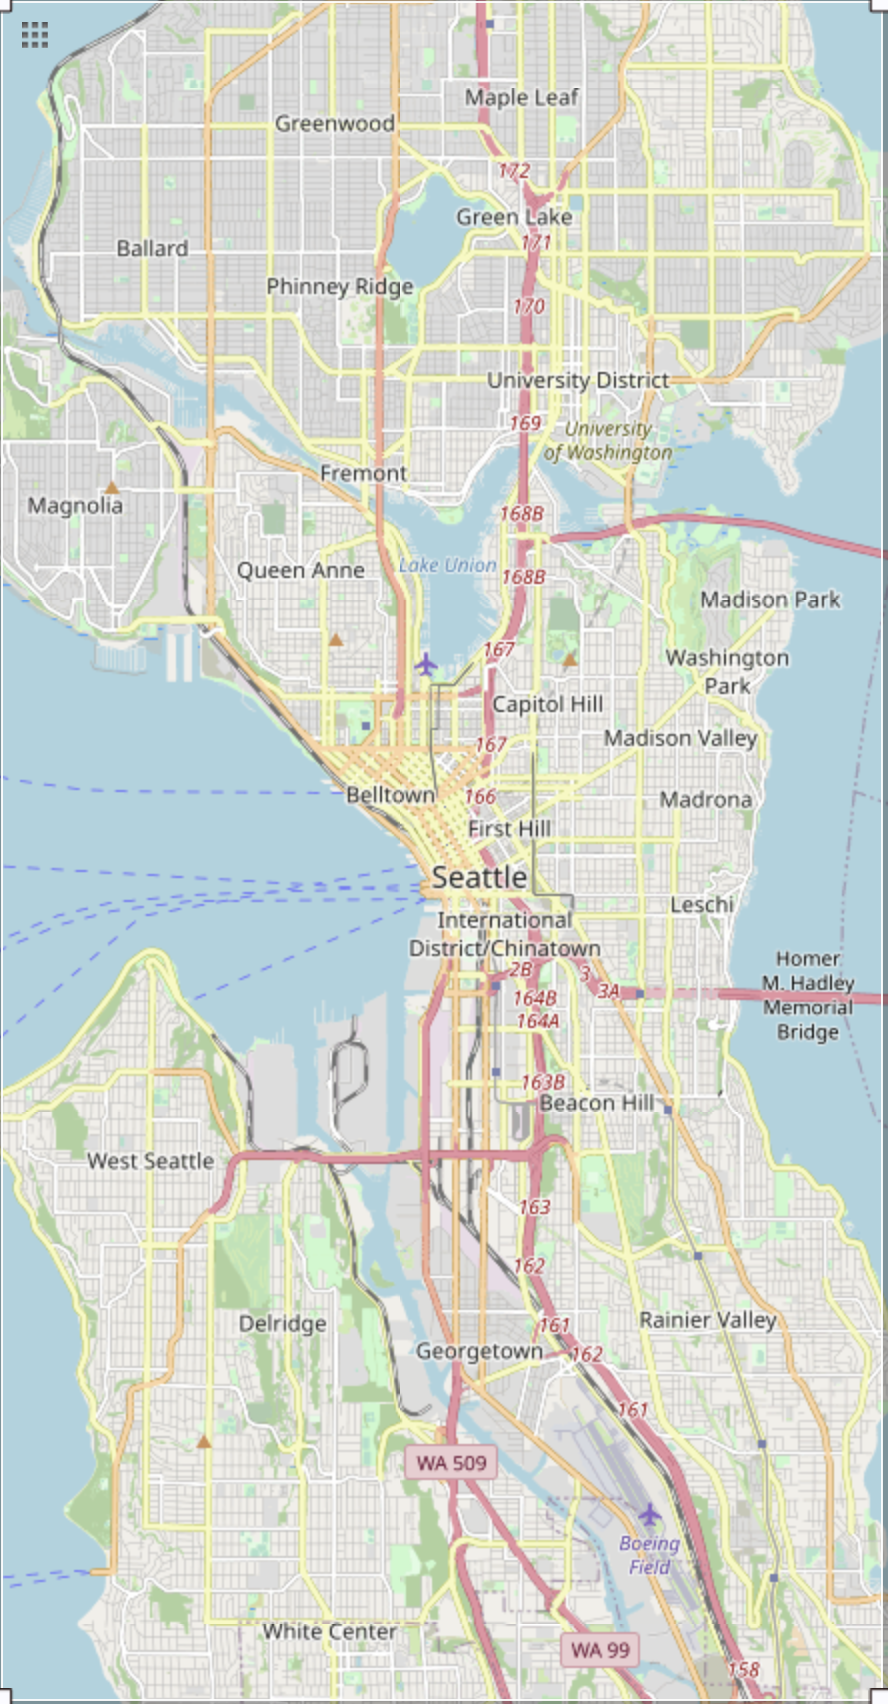 Maple Leaf
Greenwood
172
Green Lake
171
Ballard
Phinney Ridge
170
University District
169
University
of Washington
Fremont
Magnolia
168B
Lake Union
Queen Anne
168B
Madison Park
167
Washington
Park
Capitol Hill
Madison Valley
167
Belltown
166
Madrona
First Hill
Seattle
Leschi
International
District/Chinatown
2B
3
3A
Homer
M. Hadley
Memorial
Bridge
164B
164A
163B
Beacon Hill
West Seattle
163
162
Delridge
161
Rainier Valley
Georgetown
162
161
WA 509
Boeing
Field
White Center
WA 99
158